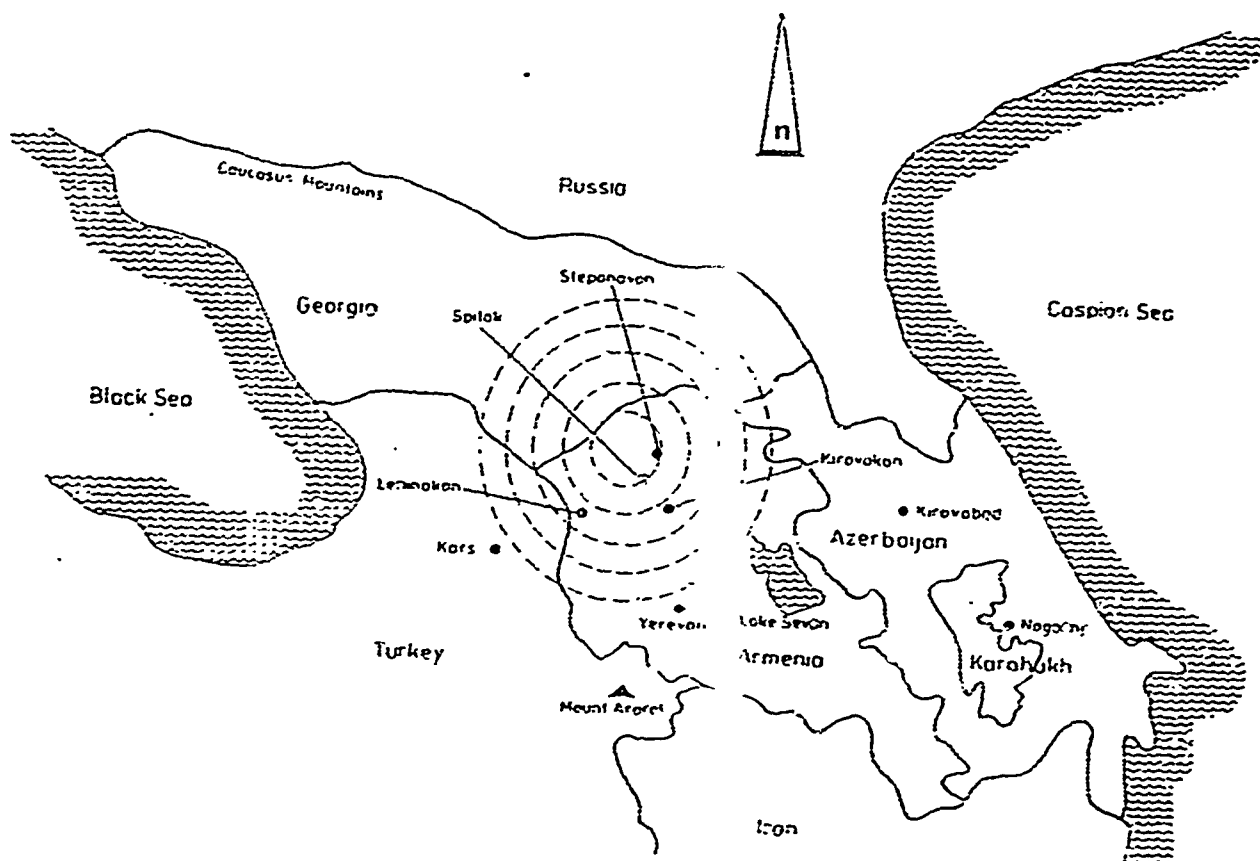 n
Caucasus Mountains
Russia
Stepanavan
Georgia
Spitak
Caspian Sea
Black Sea
Kirovakan
Leninakan
Kirovabad
Azerbaijan
Kars
Yerevan
Lake Sevan
Turkey
Armenia
Karabakh
Mount Ararat
Iran